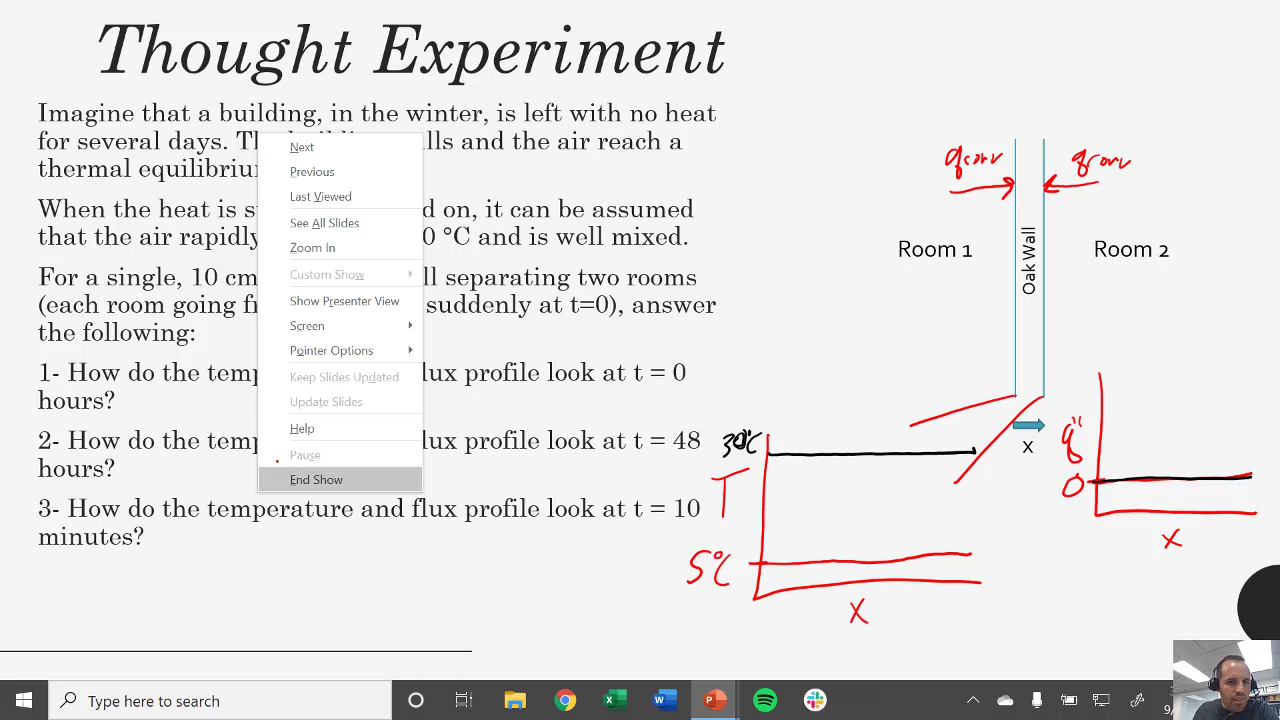 Thought Experiment
Imagine that a building, in the winter, is left with no heat
for several days. The lls and the air reach a
thermal equilibriu
When the heat is s d on, it can be assumed
that the air rapidly 0 °C and is well mixed.
For a single, 10 cm ll separating two rooms
(each room going f suddenly at t=0), answer
the following:
1- How do the temp flux profile look at t = 0
hours?
2- How do the temp flux profile look at t = 48
hours?
3- How do the temperature and flux profile look at t = 10
minutes?
Next
Previous
Last Viewed
See All Slides
Zoom In
Custom Show
Show Presenter View
Screen
Pointer Options
Keep Slides Updated
Update Slides
Help
Pause
End Show
qconv
qconv
Room 1
Oak Wall
Room 2
x
30°C
T
5°C
x
q"
0
x
Type here to search
9/